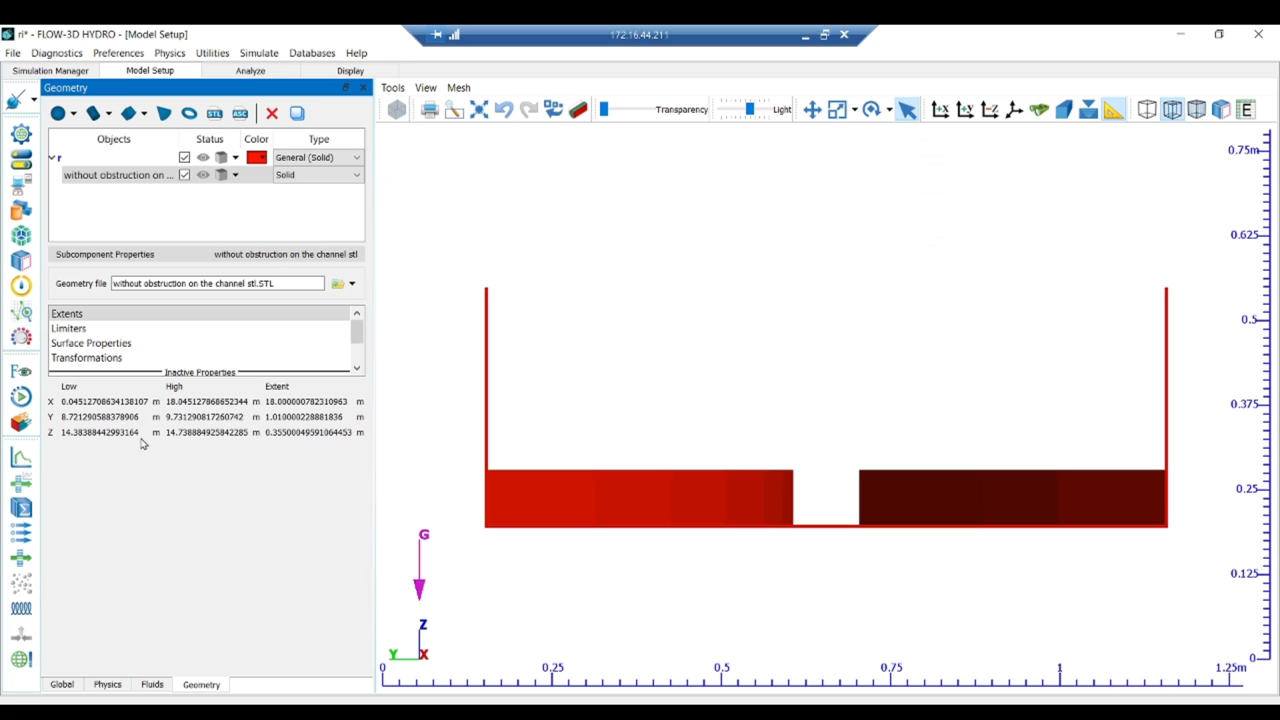 ri* - FLOW-3D HYDRO - [Model Setup]
172.16.44.211
File Diagnostics Preferences Physics Utilities Simulate Databases Help
Simulation Manager Model Setup Analyze Display
Geometry
Tools View Mesh
STL ASC
Transparency Light
Objects Status Color Type
r General (Solid)
without obstruction on ... Solid
Subcomponent Properties without obstruction on the channel stl
Geometry file without obstruction on the channel stl.STL
Extents
Limiters
Surface Properties
Transformations
Inactive Properties
Low High Extent
X 0.04512708634138107 m 18.045127868652344 m 18.000000782310963 m
Y 8.721290588378906 m 9.731290817260742 m 1.010000228881836 m
Z 14.38388442993164 m 14.738884925842285 m 0.35500049591064453 m
0.75m
0.625
0.5
0.375
0.25
0.125
0
G
Z
Y X
0 0.25 0.5 0.75 1 1.25m
Global Physics Fluids Geometry